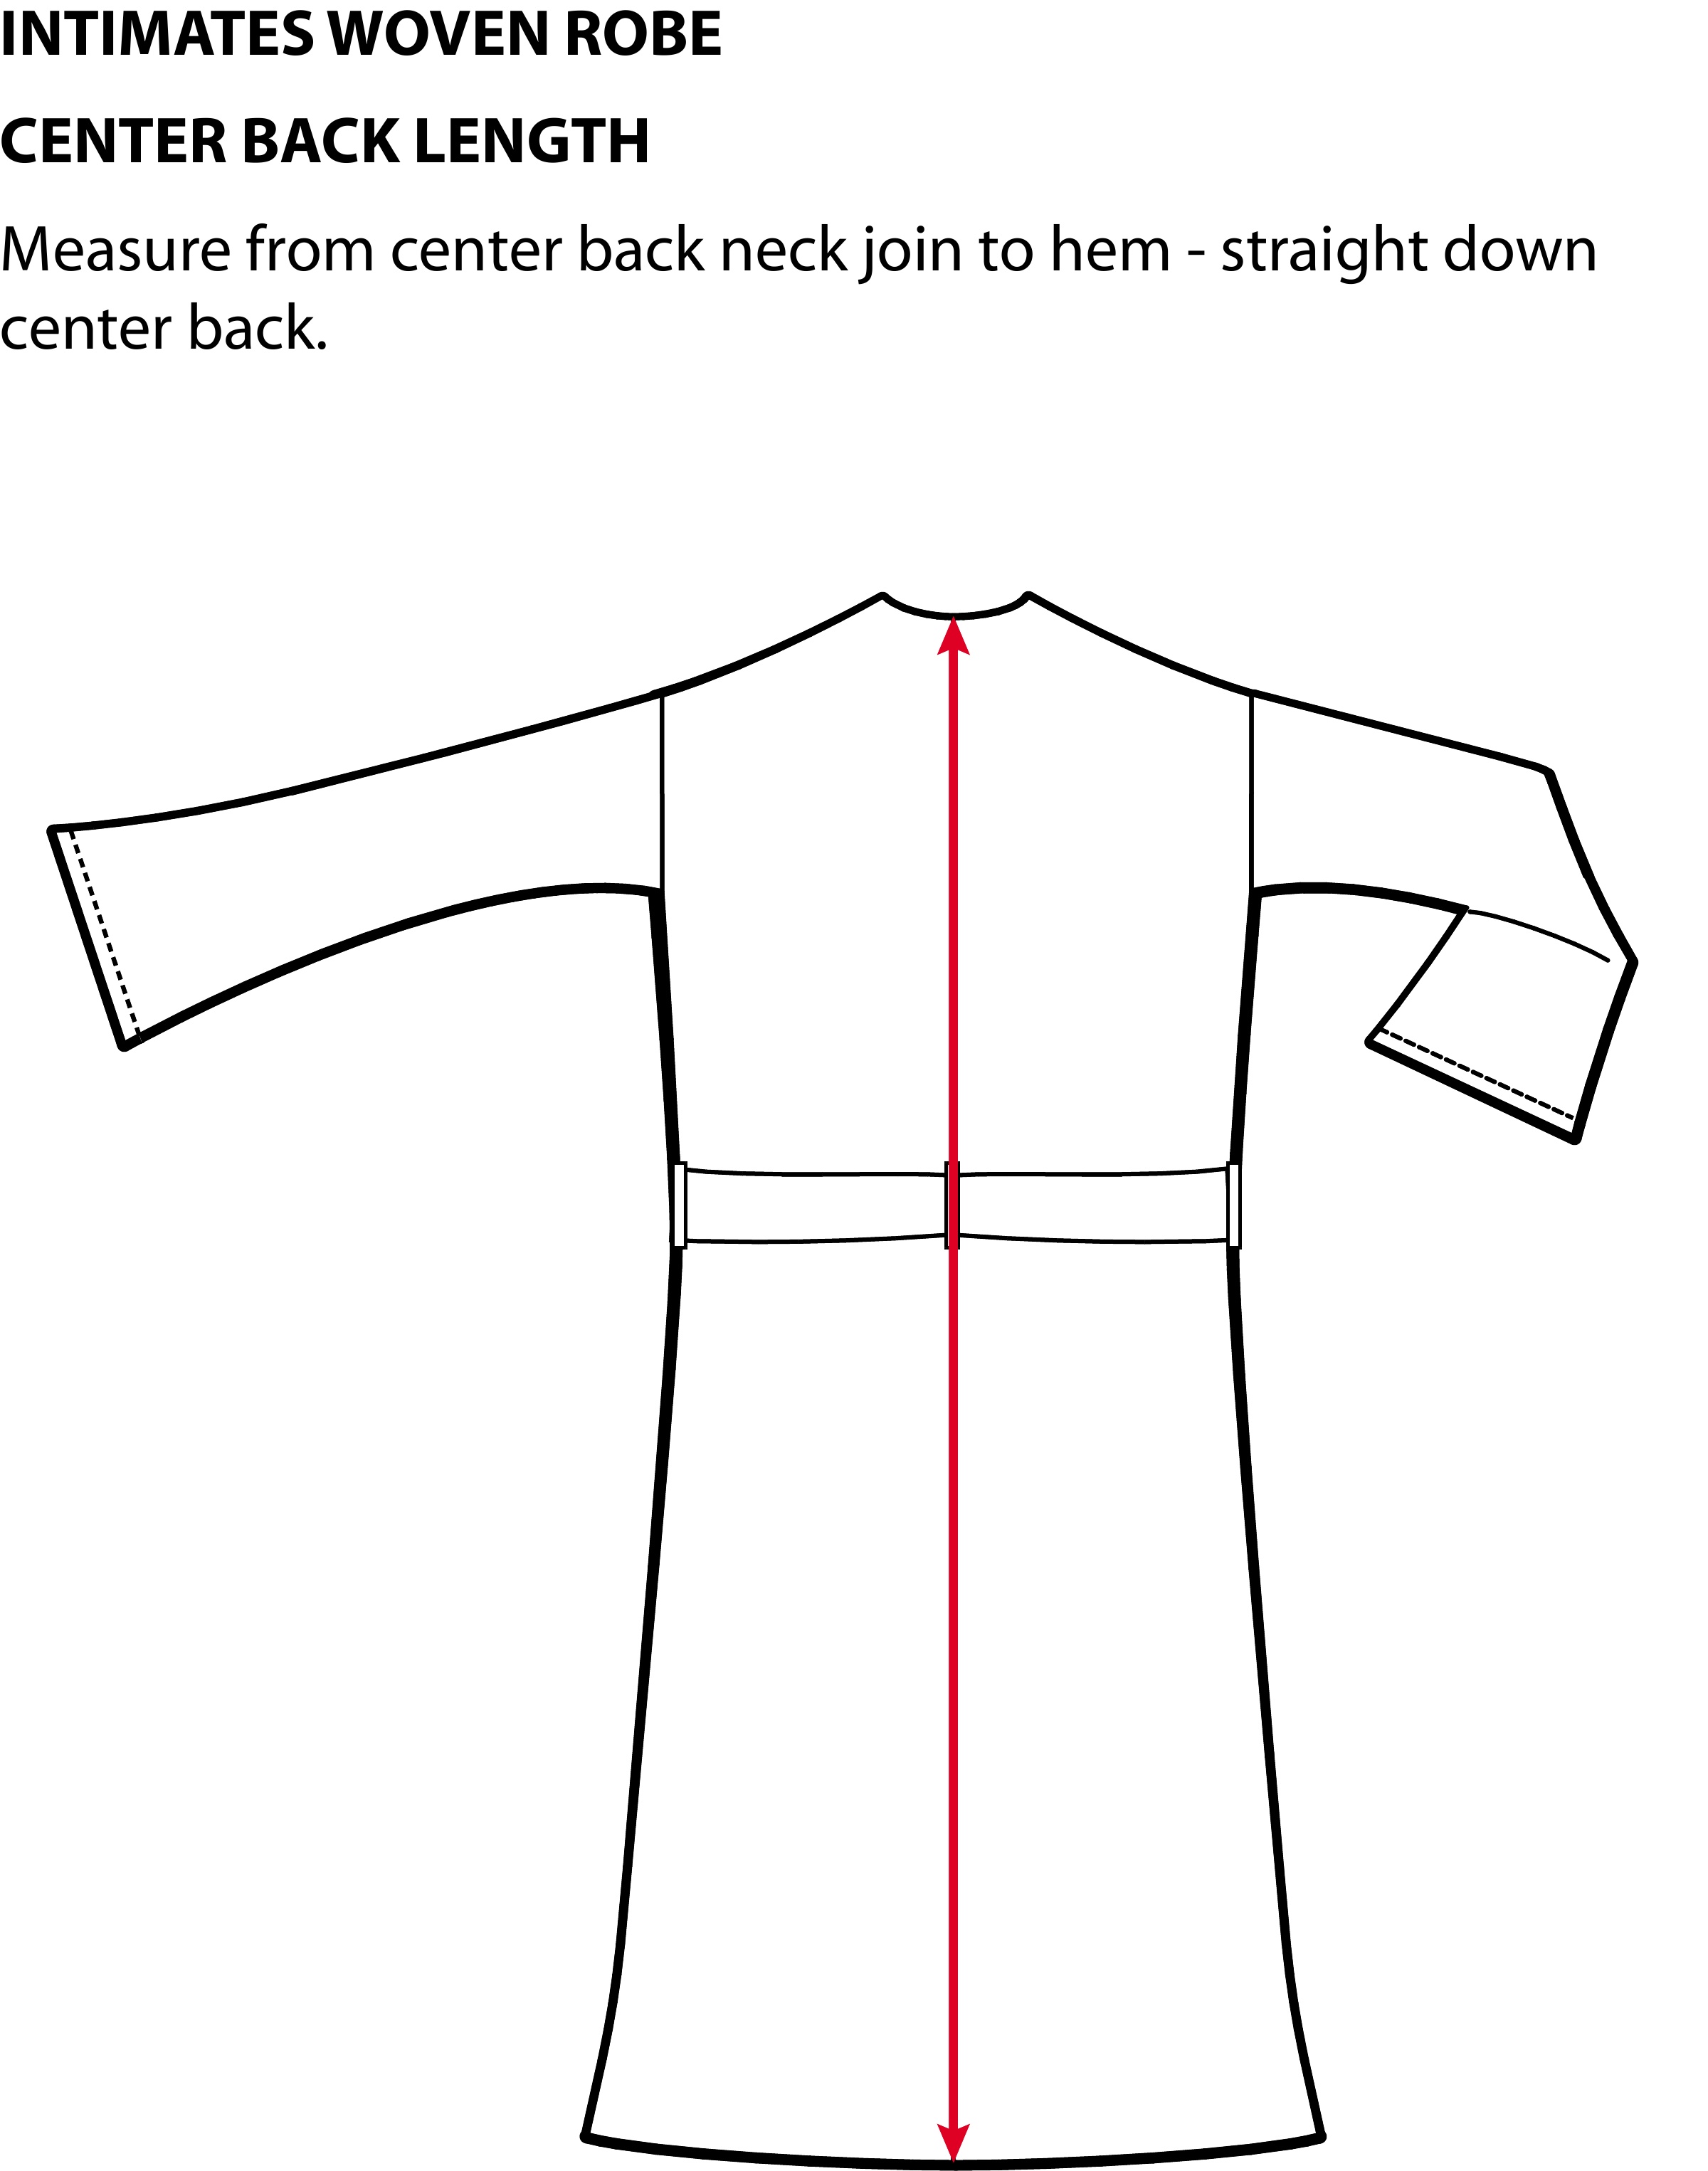 INTIMATES WOVEN ROBE
CENTER BACK LENGTH
Measure from center back neck join to hem - straight down
center back.